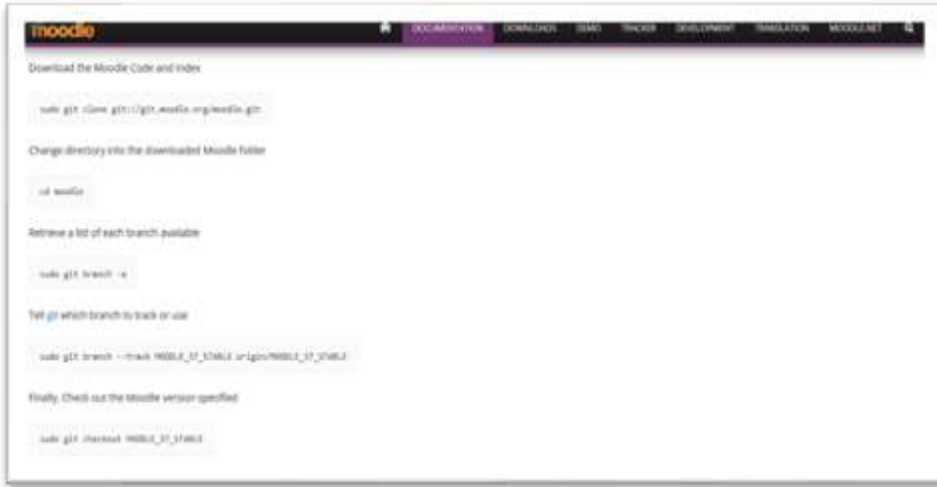 moodle DOCUMENTATION DOWNLOADS DEMO TRACKER DEVELOPMENT TRANSLATION MOODLE.NET
Download the Moodle Code and Index
sudo git clone git://git.moodle.org/moodle.git
Change directory into the downloaded Moodle folder
cd moodle
Retrieve a list of each branch available
sudo git branch -a
Tell git which branch to track or use
sudo git branch --track MOODLE_37_STABLE origin/MOODLE_37_STABLE
Finally, Check out the Moodle version specified
sudo git checkout MOODLE_37_STABLE